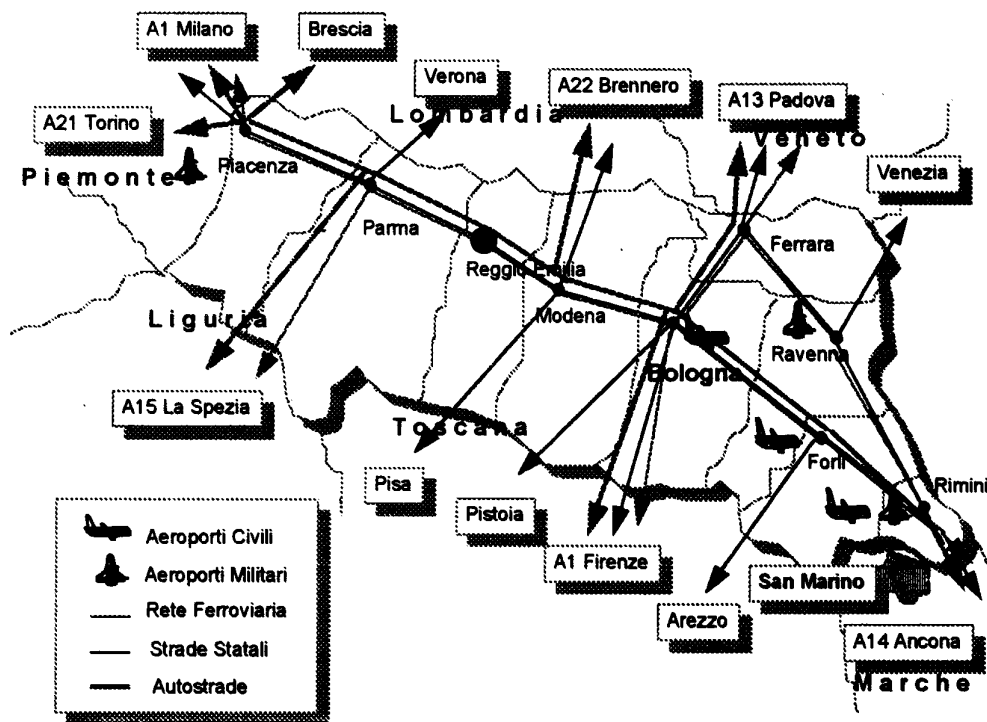 A1 Milano
Brescia
Verona
A22 Brennero
A13 Padova
Lombardia
A21 Torino
Veneto
Piemonte
Piacenza
Venezia
Parma
Ferrara
Reggio Emilia
Liguria
Modena
Ravenna
Bologna
A15 La Spezia
Toscana
Forlì
Pisa
Rimini
Pistoia
A1 Firenze
San Marino
Arezzo
A14 Ancona
Marche
Aeroporti Civili
Aeroporti Militari
Rete Ferroviaria
Strade Statali
Autostrade